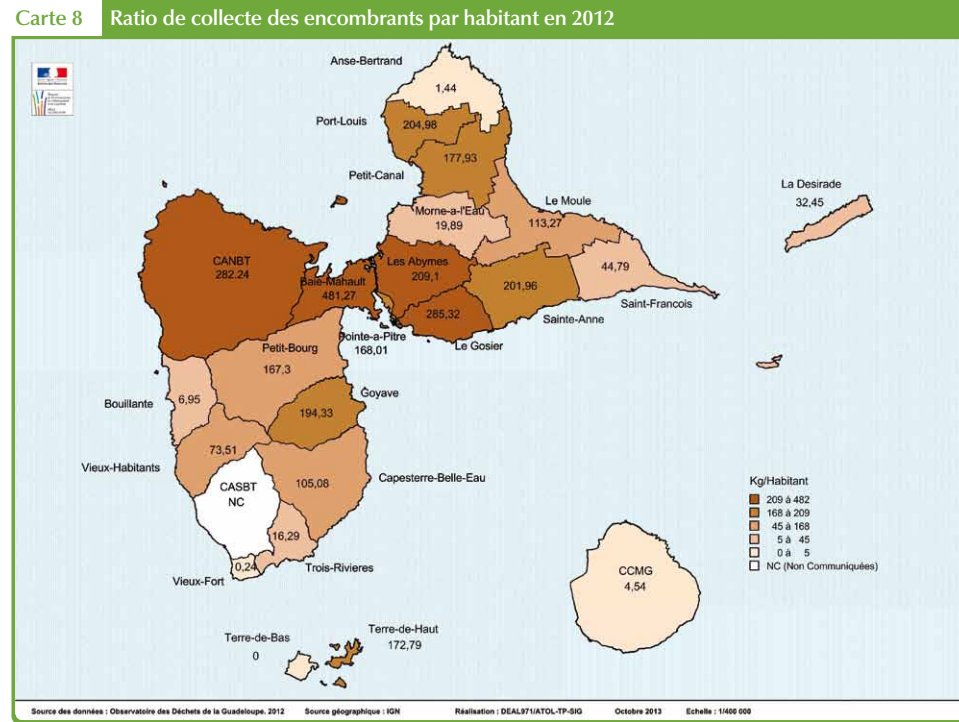 Carte 8 Ratio de collecte des encombrants par habitant en 2012
Anse-Bertrand
1,44
Port-Louis
204,98
177,93
Petit-Canal
La Desirade
32,45
Le Moule
Morne-a-l'Eau
19,89
113,27
CANBT
282.24
Les Abymes
209,1
Baie-Mahault
481,27
44,79
201,96
Saint-Francois
285,32
Sainte-Anne
Pointe-a-Pitre
168,01
Le Gosier
Petit-Bourg
167,3
Goyave
6,95
Bouillante
194,33
73,51
Vieux-Habitants
Capesterre-Belle-Eau
105,08
CASBT
NC
16,29
0,24
Trois-Rivieres
Vieux-Fort
Kg/Habitant
209 à 482
168 à 209
45 à 168
5 à 45
0 à 5
NC (Non Communiquées)
CCMG
4,54
Terre-de-Bas
0
Terre-de-Haut
172,79
Source des données : Observatoire des Déchets de la Guadeloupe. 2012 Source géographique : IGN Réalisation : DEAL971/ATOL-TP-SIG Octobre 2013 Echelle : 1/400 000